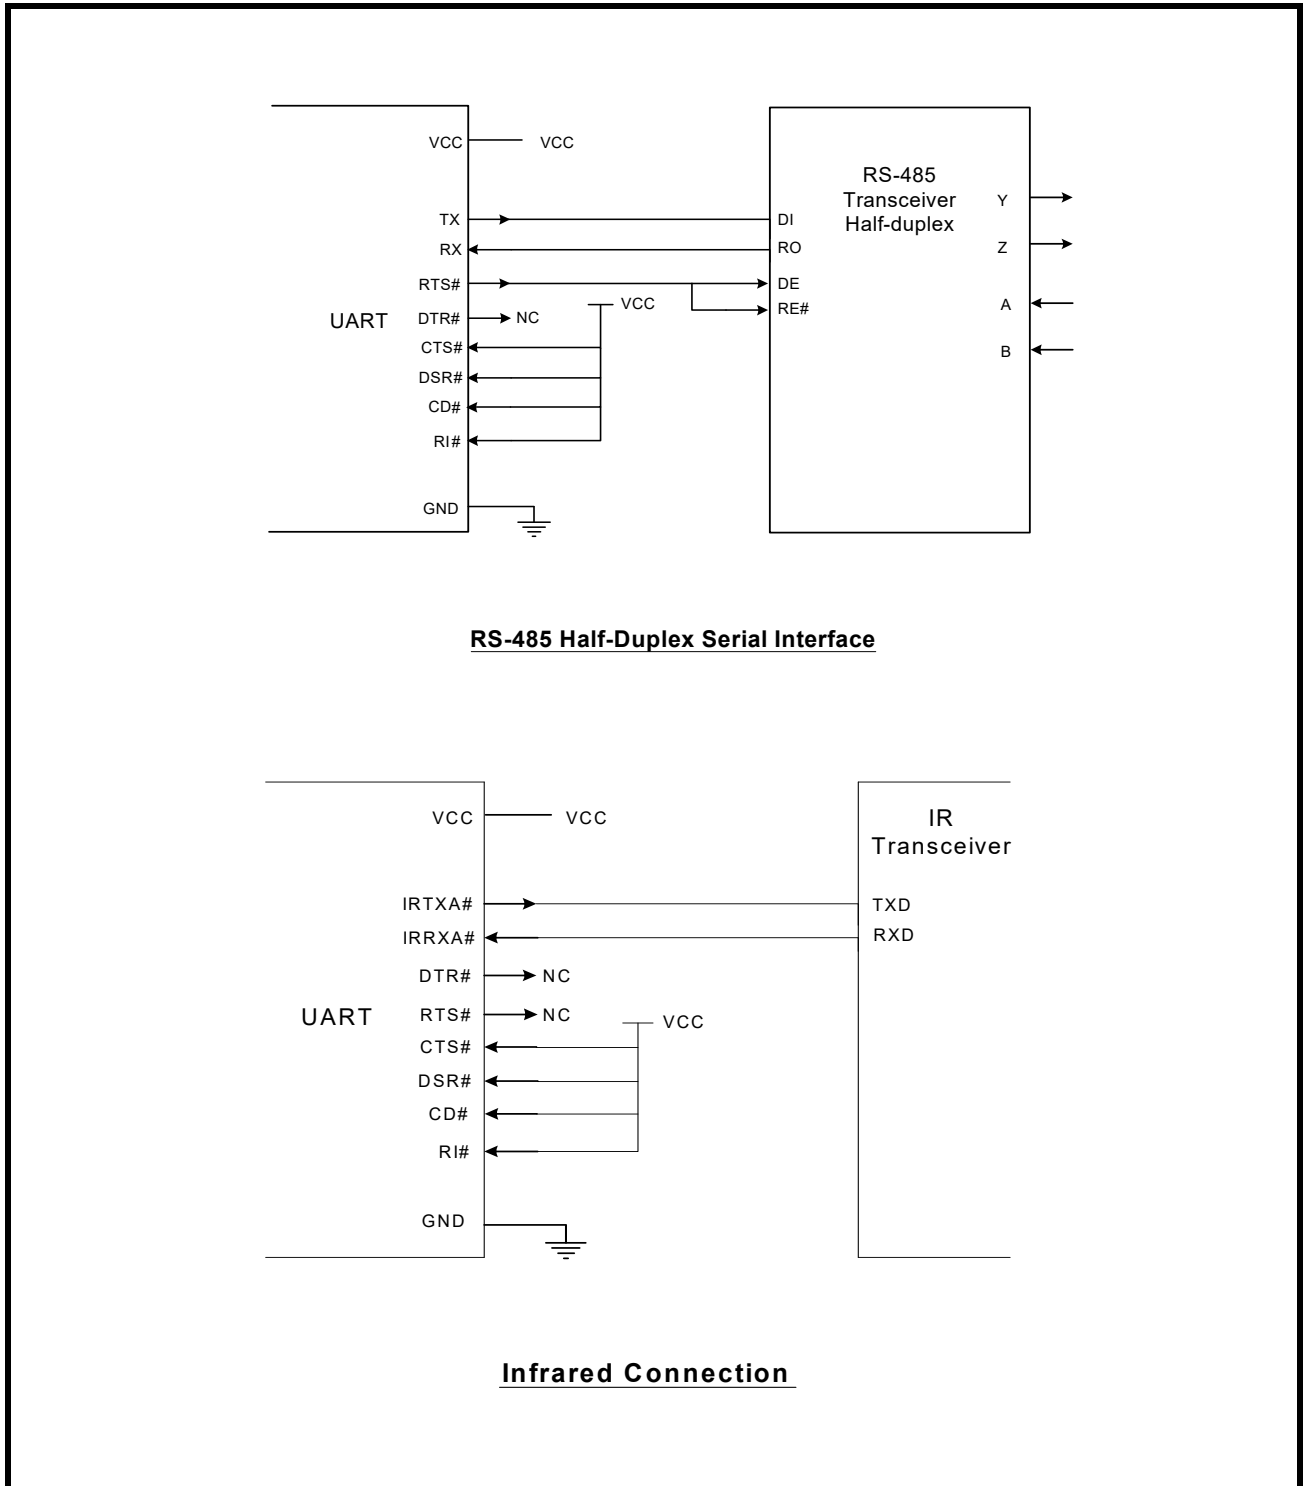 VCC VCC
RS-485
Transceiver
Half-duplex
Y
TX DI
RX RO
Z
RTS# DE
VCC RE#
A
UART DTR# NC
CTS#
B
DSR#
CD#
RI#
GND
RS-485 Half-Duplex Serial Interface
VCC VCC
IR
Transceiver
IRTXA# TXD
IRRXA# RXD
DTR# NC
UART RTS# NC
VCC
CTS#
DSR#
CD#
RI#
GND
Infrared Connection